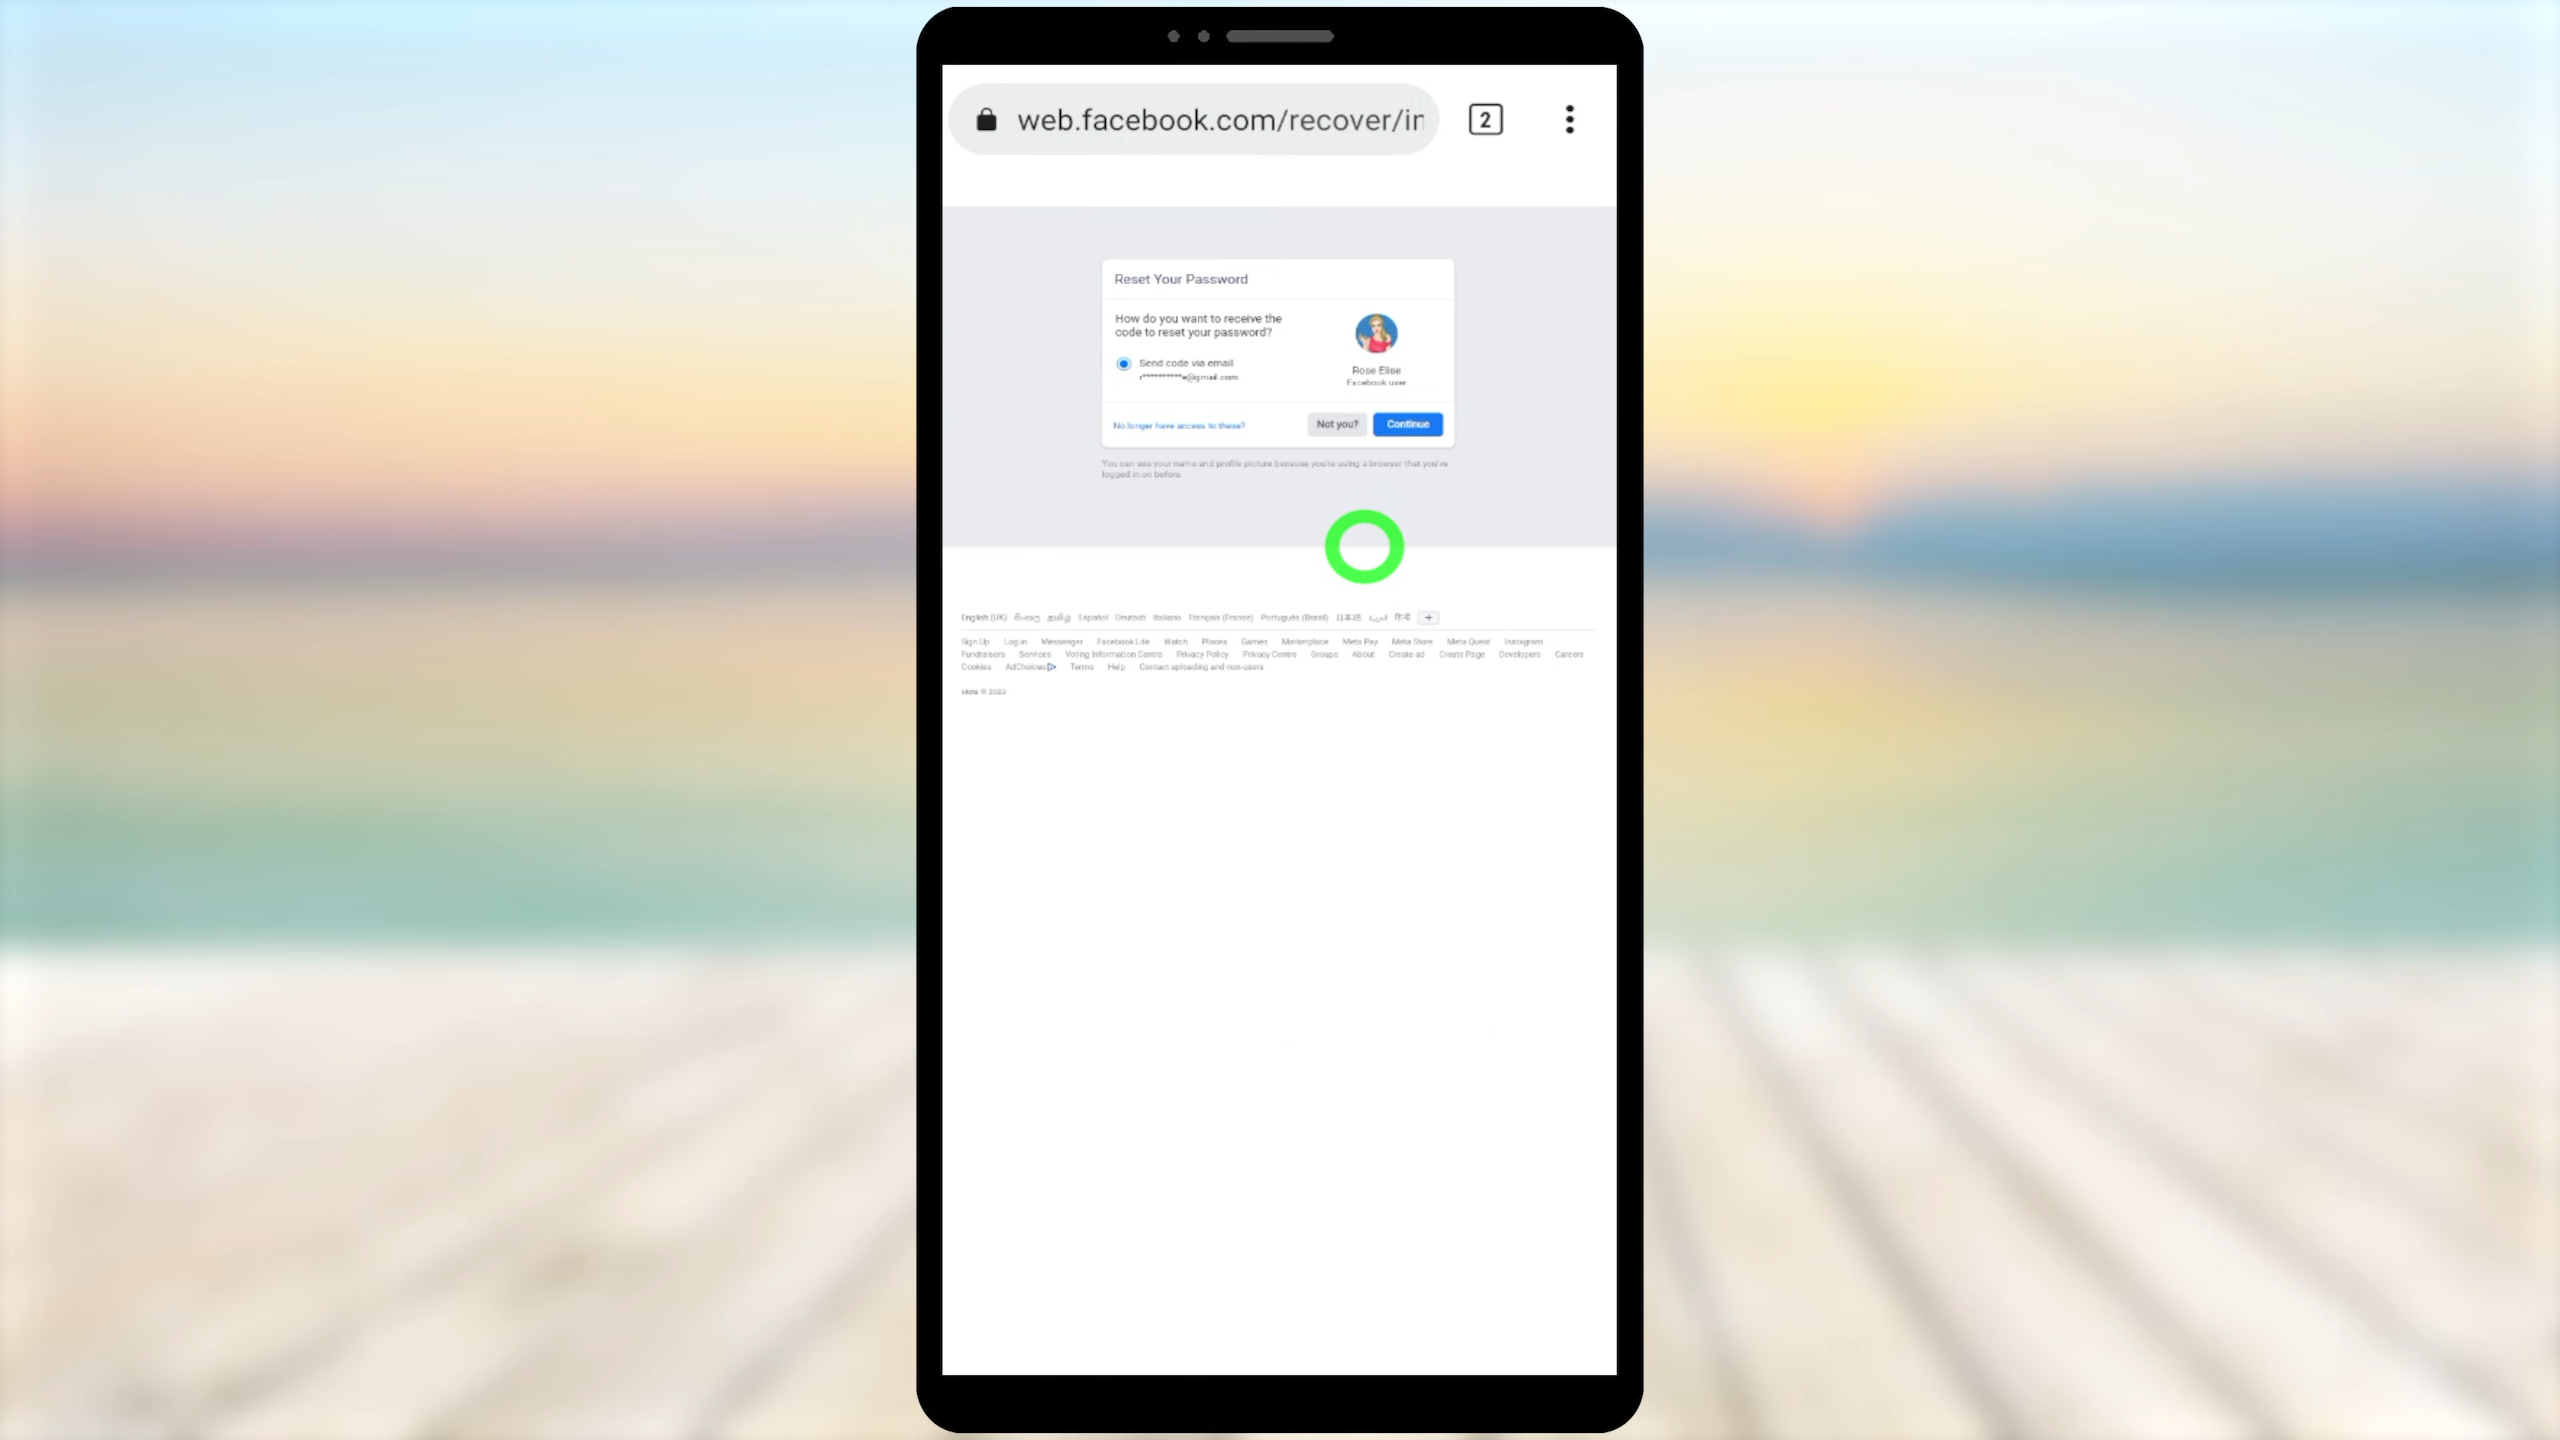 web.facebook.com/recover/in
2
Reset Your Password
How do you want to receive the
code to reset your password?
Send code via email
r**********e@gmail.com
Rose Elise
Facebook user
No longer have access to these?
Not you?
Continue
You can see your name and profile picture because you're using a browser that you've
logged in on before.
English (UK) සිංහල தமிழ் Español Deutsch Italiano Français (France) Português (Brasil) 日本語 العربية हिन्दी +
Sign Up Log in Messenger Facebook Lite Watch Places Games Marketplace Meta Pay Meta Store Meta Quest Instagram
Fundraisers Services Voting Information Centre Privacy Policy Privacy Centre Groups About Create ad Create Page Developers Careers
Cookies AdChoices Terms Help Contact uploading and non-users
Meta ©